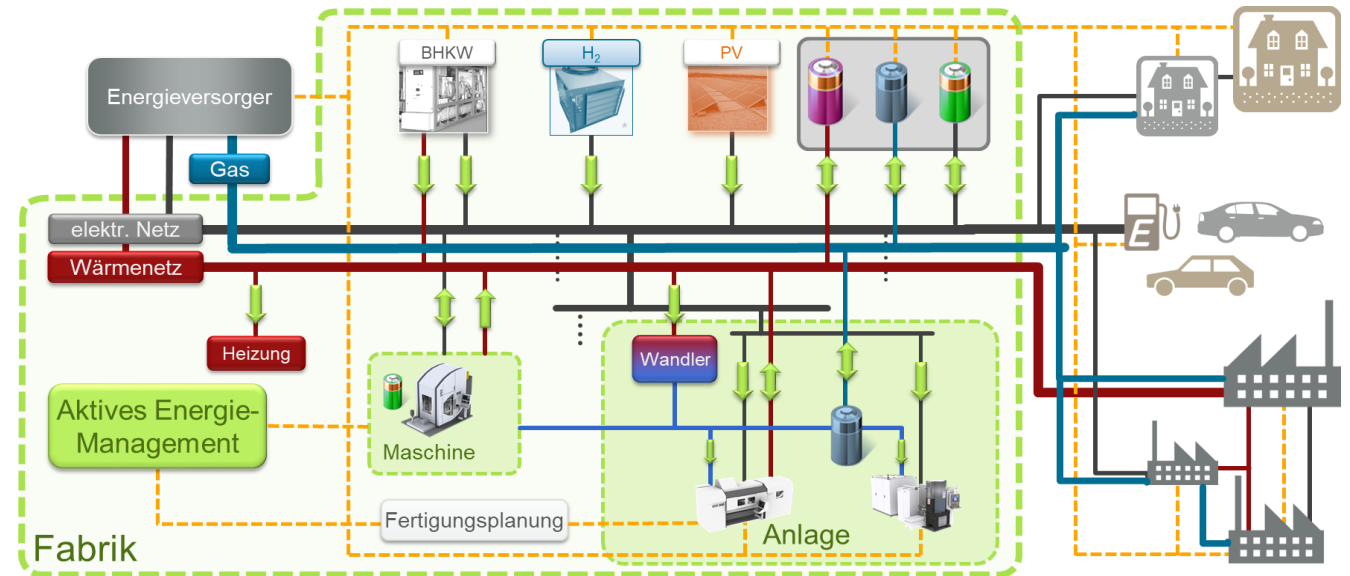 BHKW
H₂
PV
Energieversorger
*
Gas
elektr. Netz
Wärmenetz
E
Heizung
Wandler
Aktives Energie-
Management
Maschine
Fertigungsplanung
Anlage
Fabrik